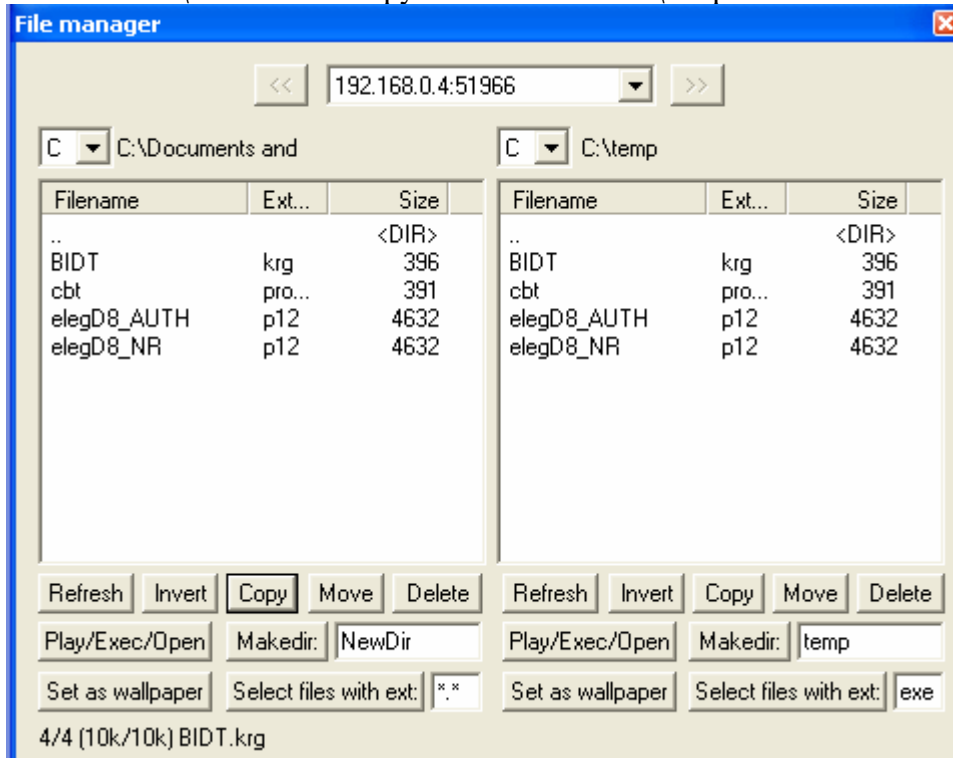 File manager
<< 192.168.0.4:51966 >>
C C:\Documents and C C:\temp
Filename Ext... Size Filename Ext... Size
.. <DIR> .. <DIR>
BIDT krg 396 BIDT krg 396
cbt pro... 391 cbt pro... 391
elegD8_AUTH p12 4632 elegD8_AUTH p12 4632
elegD8_NR p12 4632 elegD8_NR p12 4632
Refresh Invert Copy Move Delete Refresh Invert Copy Move Delete
Play/Exec/Open Makedir: NewDir Play/Exec/Open Makedir: temp
Set as wallpaper Select files with ext: *.* Set as wallpaper Select files with ext: exe
4/4 (10k/10k) BIDT.krg